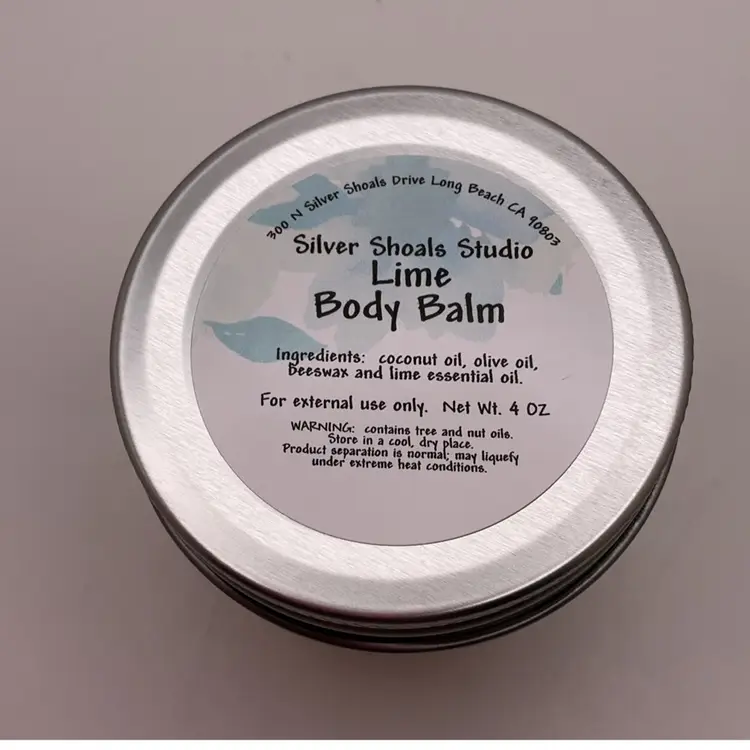 300 N Silver Shoals Drive Long Beach CA 90803
Silver Shoals Studio
Lime
Body Balm
Ingredients: coconut oil, olive oil,
beeswax and lime essential oil.
For external use only. Net Wt. 4 OZ
WARNING: contains tree and nut oils.
Store in a cool, dry place.
Product separation is normal; may liquefy
under extreme heat conditions.